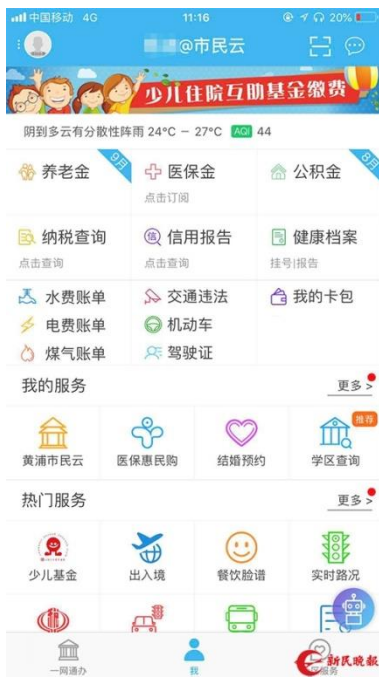 中国移动 4G 11:16 20%
@市民云
少儿住院互助基金缴费
阴到多云有分散性阵雨 24°C - 27°C AQI 44
养老金 9月 医保金 公积金 8月
点击订阅
纳税查询 信 信用报告 健康档案
点击查询 点击查询 挂号|报告
水费账单 交通违法 我的卡包
电费账单 机动车
煤气账单 驾驶证
我的服务 更多 >
推荐
黄浦市民云 医保惠民购 结婚预约 学区查询
热门服务 更多 >
少儿基金 出入境 餐饮脸谱 实时路况
一网通办 我 服务
新民晚报